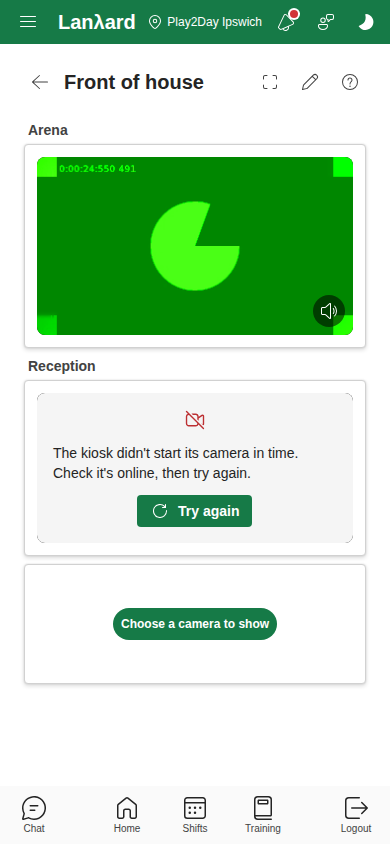 Lanλard
Play2Day Ipswich
Front of house
Arena
0:00:24:550 491
Reception
The kiosk didn't start its camera in time.
Check it's online, then try again.
Try again
Choose a camera to show
Chat
Home
Shifts
Training
Logout